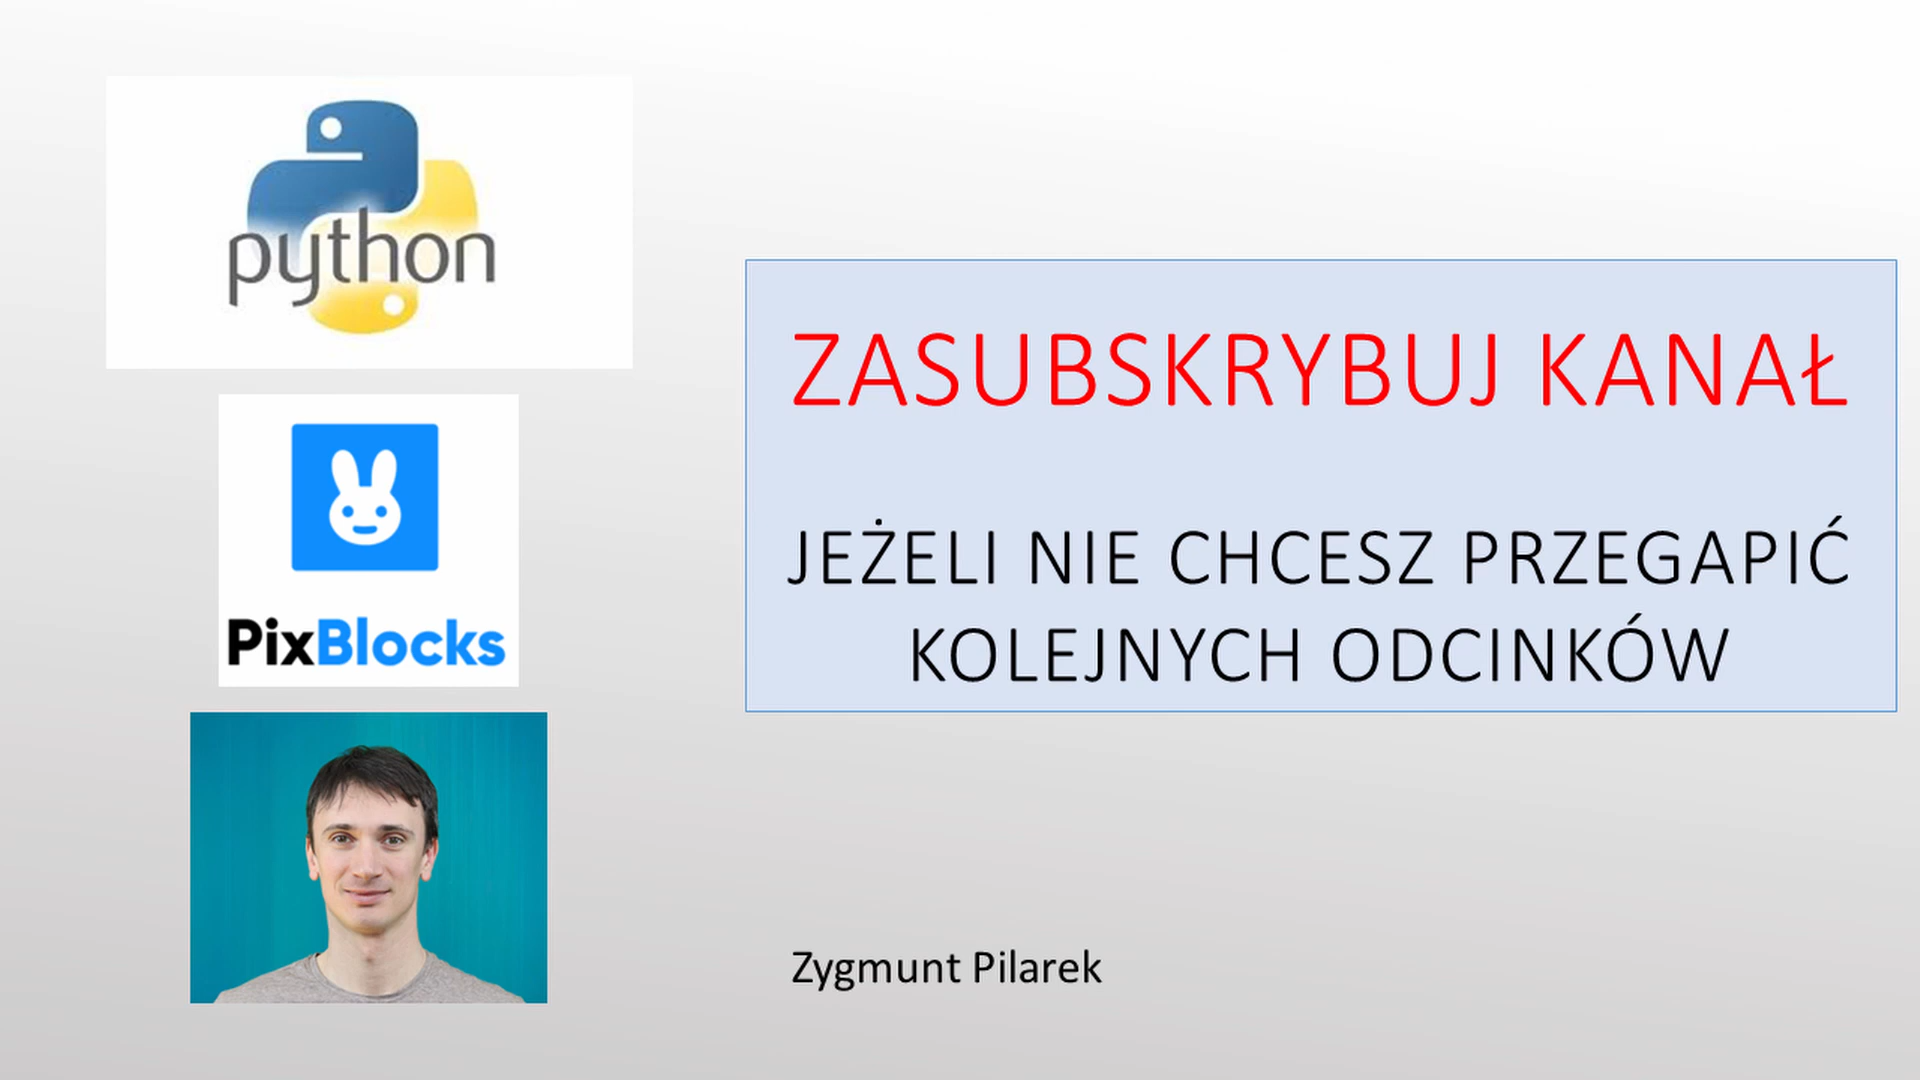 python
PixBlocks
ZASUBSKRYBUJ KANAŁ
JEŻELI NIE CHCESZ PRZEGAPIĆ
KOLEJNYCH ODCINKÓW
Zygmunt Pilarek